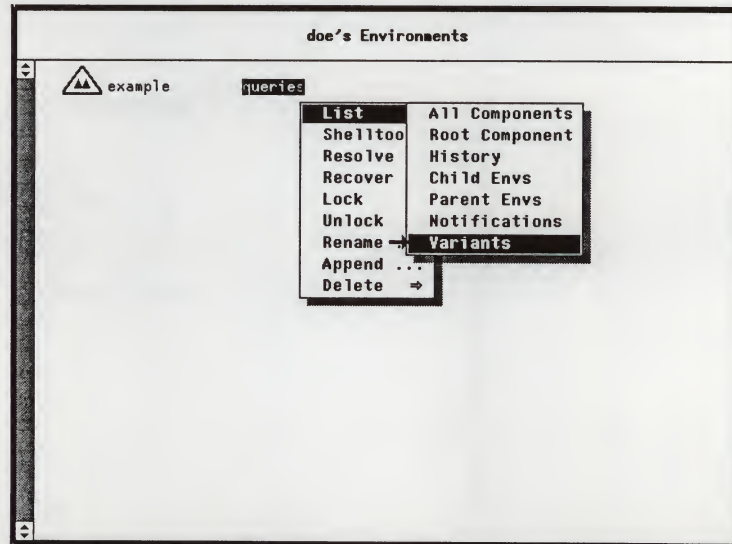 doe's Environments
example queries
List
Shelltoo
Resolve
Recover
Lock
Unlock
Rename
Append ...
Delete ⇒
All Components
Root Component
History
Child Envs
Parent Envs
Notifications
Variants